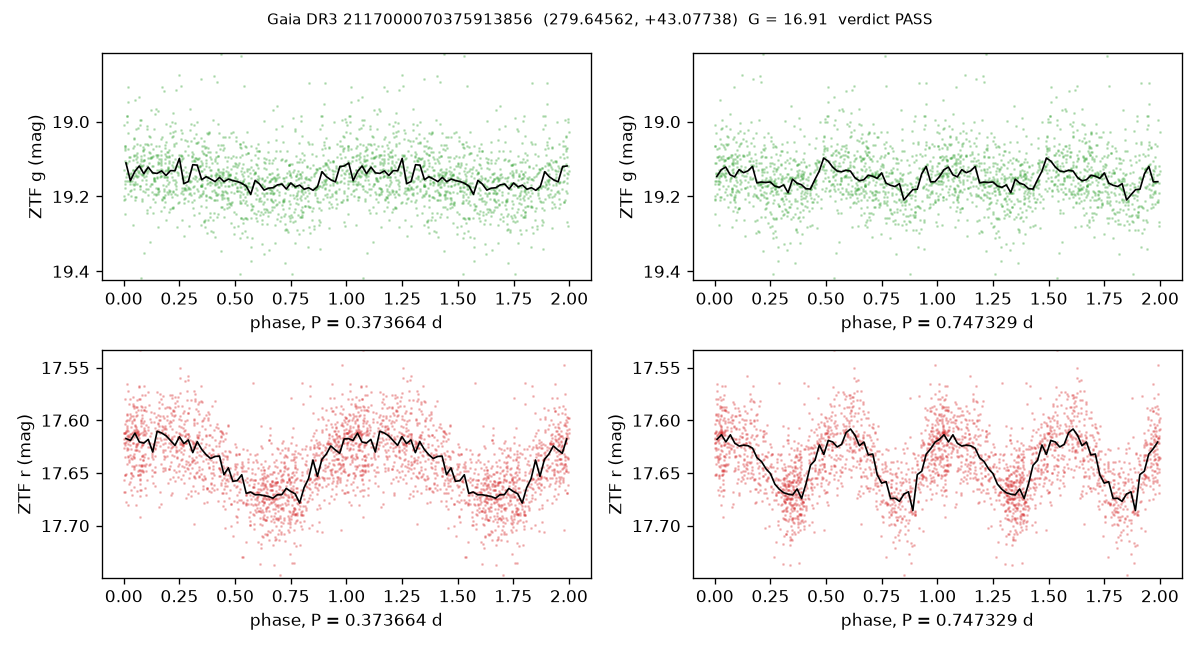 Gaia DR3 2117000070375913856  (279.64562, +43.07738)  G = 16.91  verdict PASS
ZTF g (mag)
19.0
19.2
19.4
0.00 0.25 0.50 0.75 1.00 1.25 1.50 1.75 2.00
phase, P = 0.373664 d
ZTF g (mag)
19.0
19.2
19.4
0.00 0.25 0.50 0.75 1.00 1.25 1.50 1.75 2.00
phase, P = 0.747329 d
ZTF r (mag)
17.55
17.60
17.65
17.70
0.00 0.25 0.50 0.75 1.00 1.25 1.50 1.75 2.00
phase, P = 0.373664 d
ZTF r (mag)
17.55
17.60
17.65
17.70
0.00 0.25 0.50 0.75 1.00 1.25 1.50 1.75 2.00
phase, P = 0.747329 d